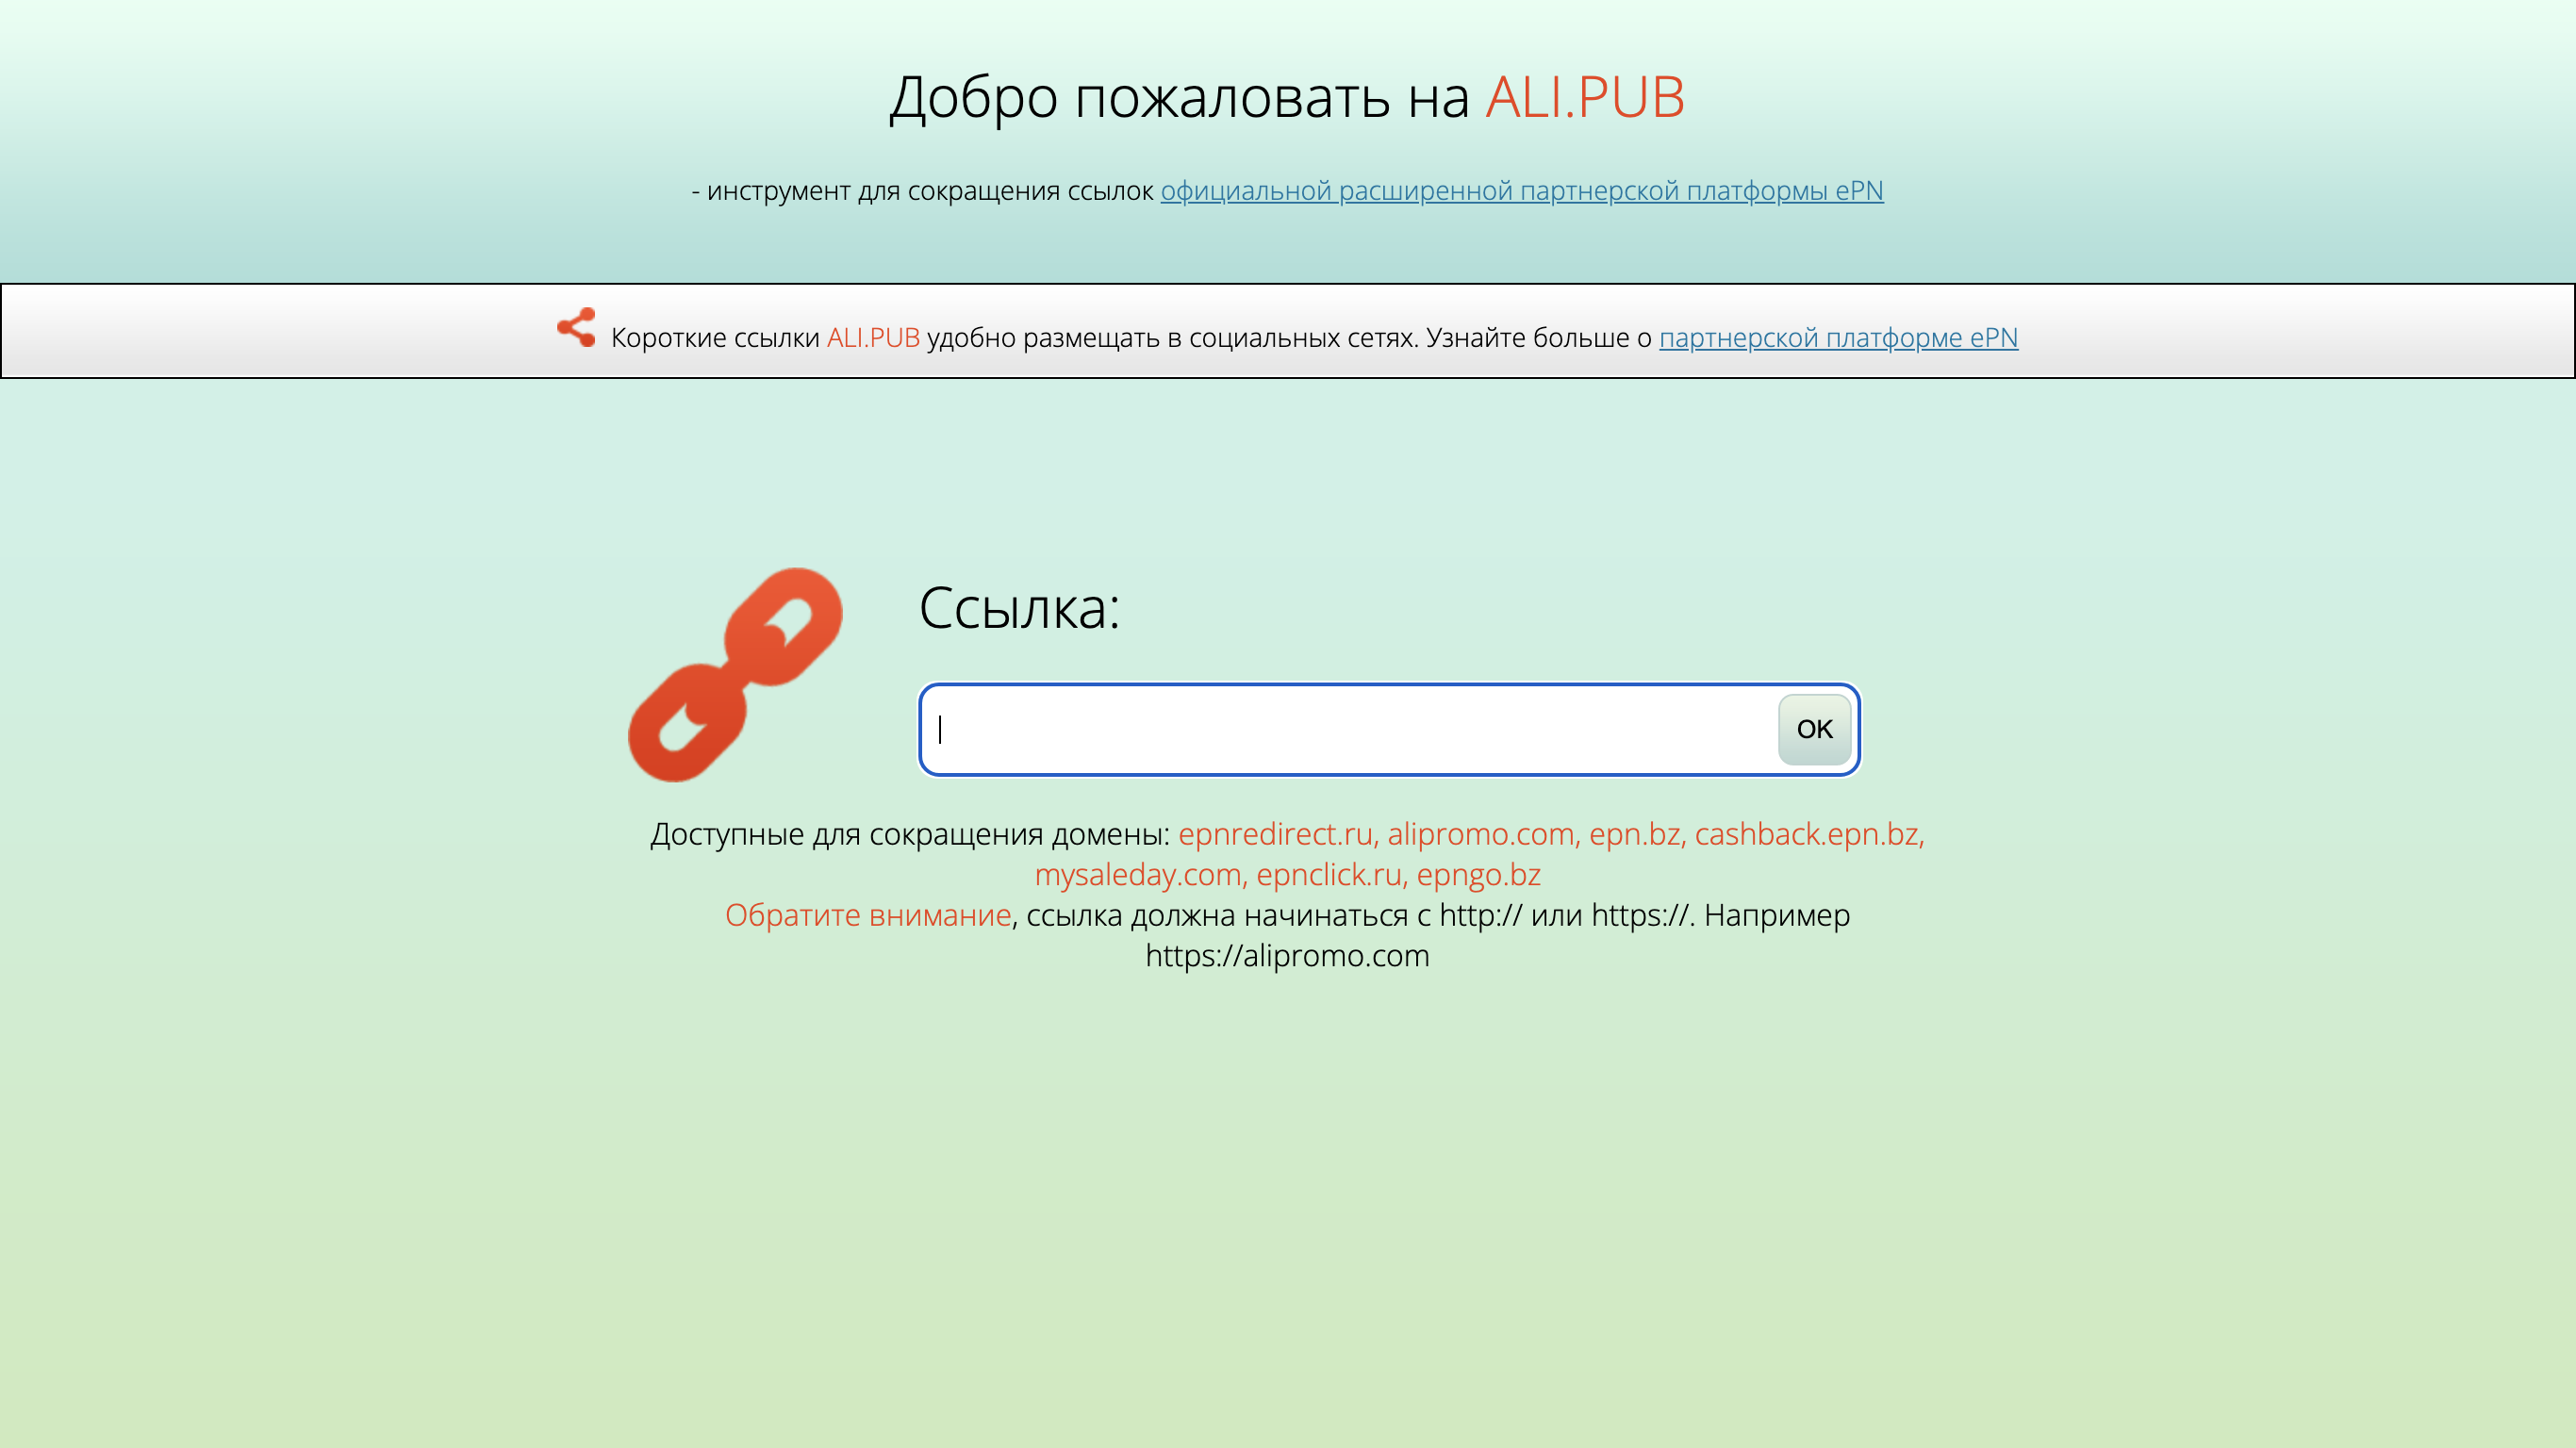 Добро пожаловать на ALI.PUB
- инструмент для сокращения ссылок официальной расширенной партнерской платформы ePN
Короткие ссылки ALI.PUB удобно размещать в социальных сетях. Узнайте больше о партнерской платформе ePN
Ссылка:
OK
Доступные для сокращения домены: epnredirect.ru, alipromo.com, epn.bz, cashback.epn.bz,
mysaleday.com, epnclick.ru, epngo.bz
Обратите внимание, ссылка должна начинаться с http:// или https://. Например
https://alipromo.com